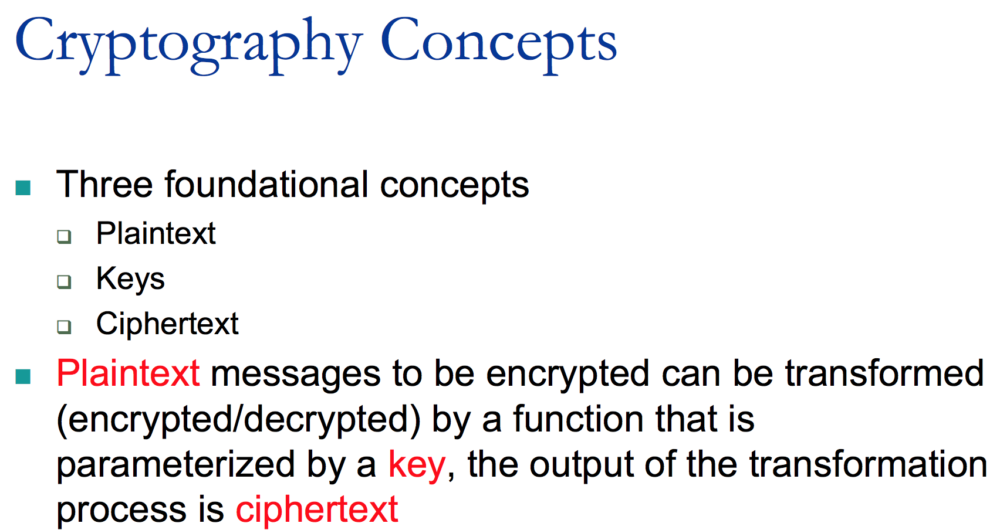 Cryptography Concepts
Three foundational concepts
Plaintext
Keys
Ciphertext
Plaintext messages to be encrypted can be transformed
(encrypted/decrypted) by a function that is
parameterized by a key, the output of the transformation
process is ciphertext